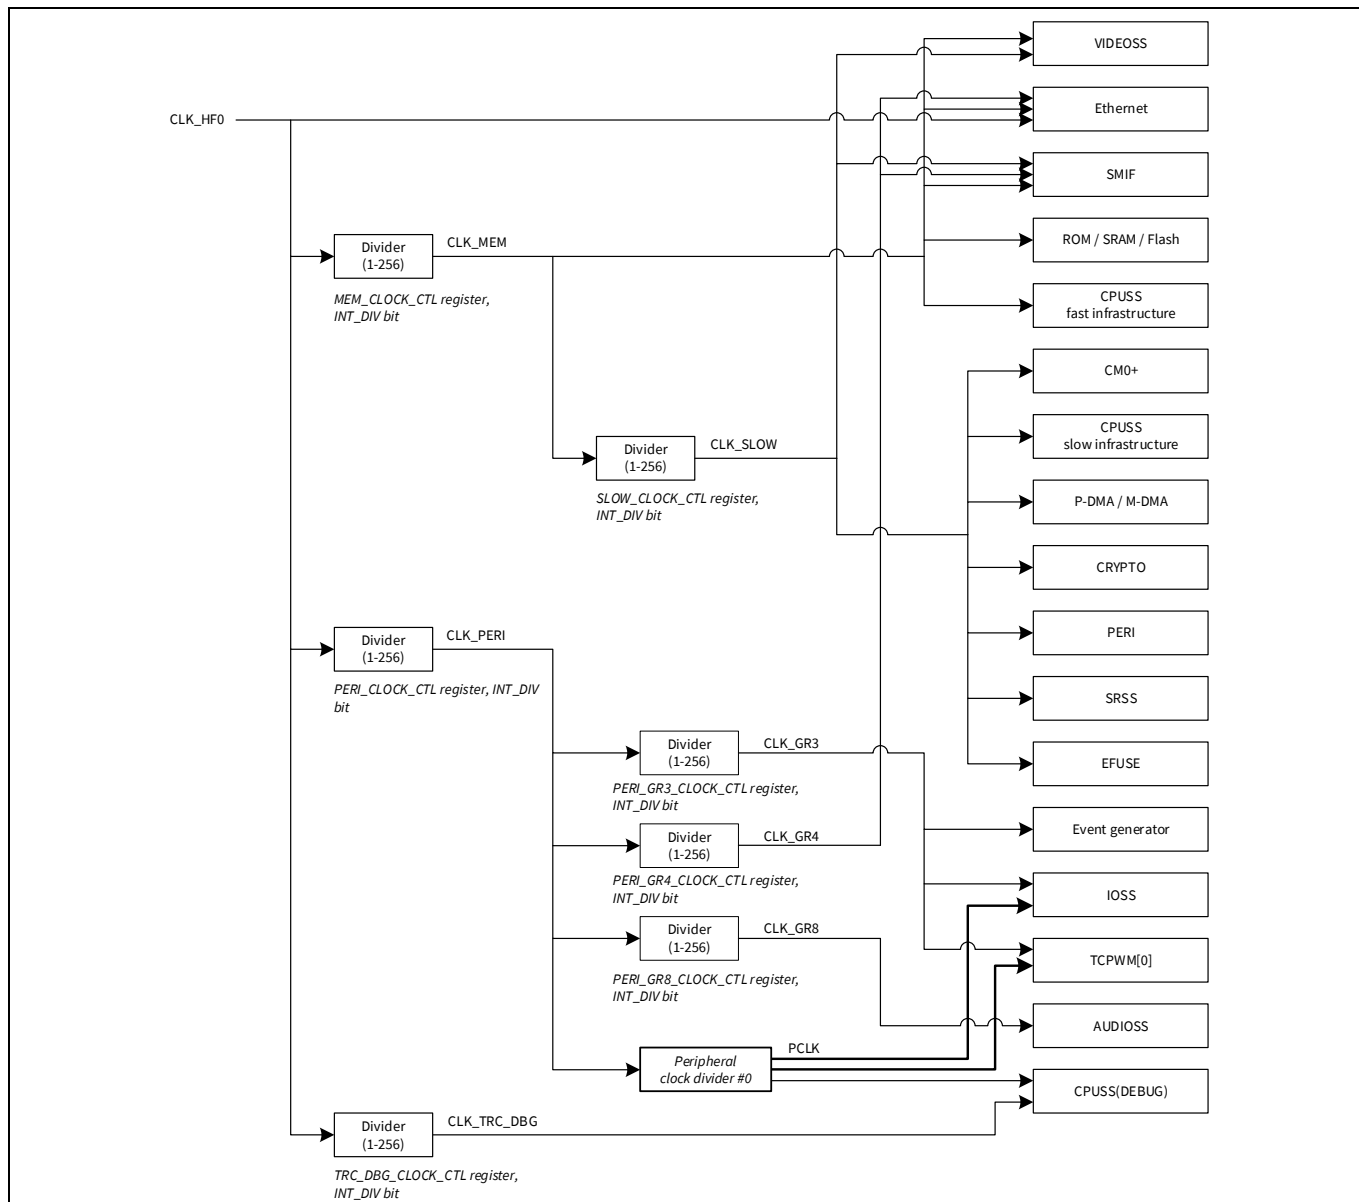 VIDEOSS
Ethernet
CLK_HF0
SMIF
Divider
(1-256)
CLK_MEM
ROM / SRAM / Flash
MEM_CLOCK_CTL register,
INT_DIV bit
CPUSS
fast infrastructure
CM0+
CPUSS
slow infrastructure
Divider
(1-256)
CLK_SLOW
SLOW_CLOCK_CTL register,
INT_DIV bit
P-DMA / M-DMA
CRYPTO
Divider
(1-256)
CLK_PERI
PERI
PERI_CLOCK_CTL register, INT_DIV
bit
SRSS
Divider
(1-256)
CLK_GR3
EFUSE
PERI_GR3_CLOCK_CTL register,
INT_DIV bit
Event generator
Divider
(1-256)
CLK_GR4
PERI_GR4_CLOCK_CTL register,
INT_DIV bit
IOSS
Divider
(1-256)
CLK_GR8
TCPWM[0]
PERI_GR8_CLOCK_CTL register,
INT_DIV bit
AUDIOSS
PCLK
Peripheral
clock divider #0
CPUSS(DEBUG)
Divider
(1-256)
CLK_TRC_DBG
TRC_DBG_CLOCK_CTL register,
INT_DIV bit